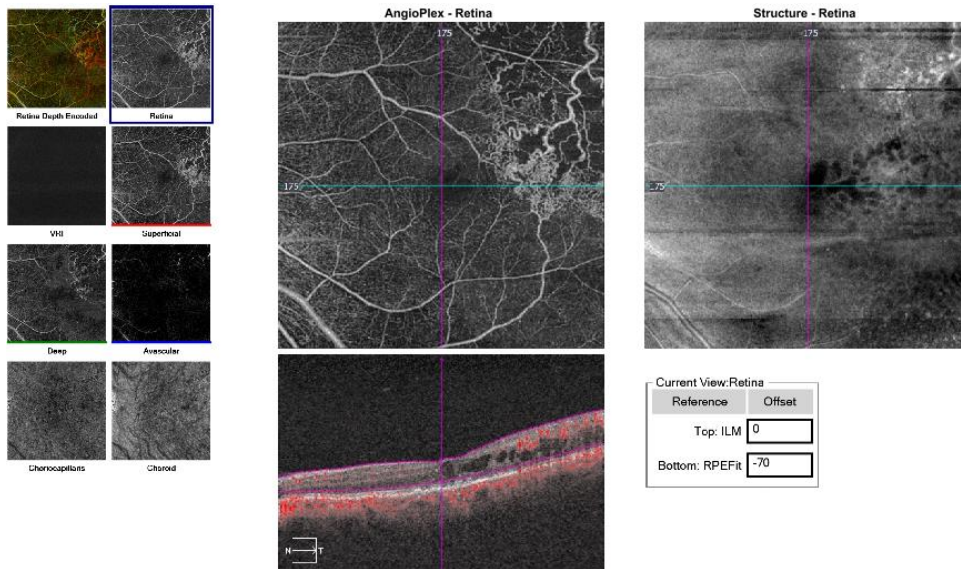 AngioPlex - Retina
Structure - Retina
175
175
175
175
Retina Depth Encoded
Retina
VRI
Superficial
Deep
Avascular
Choriocapillaris
Choroid
N
T
Current View:Retina
Reference
Offset
Top: ILM
0
Bottom: RPEFit
-70